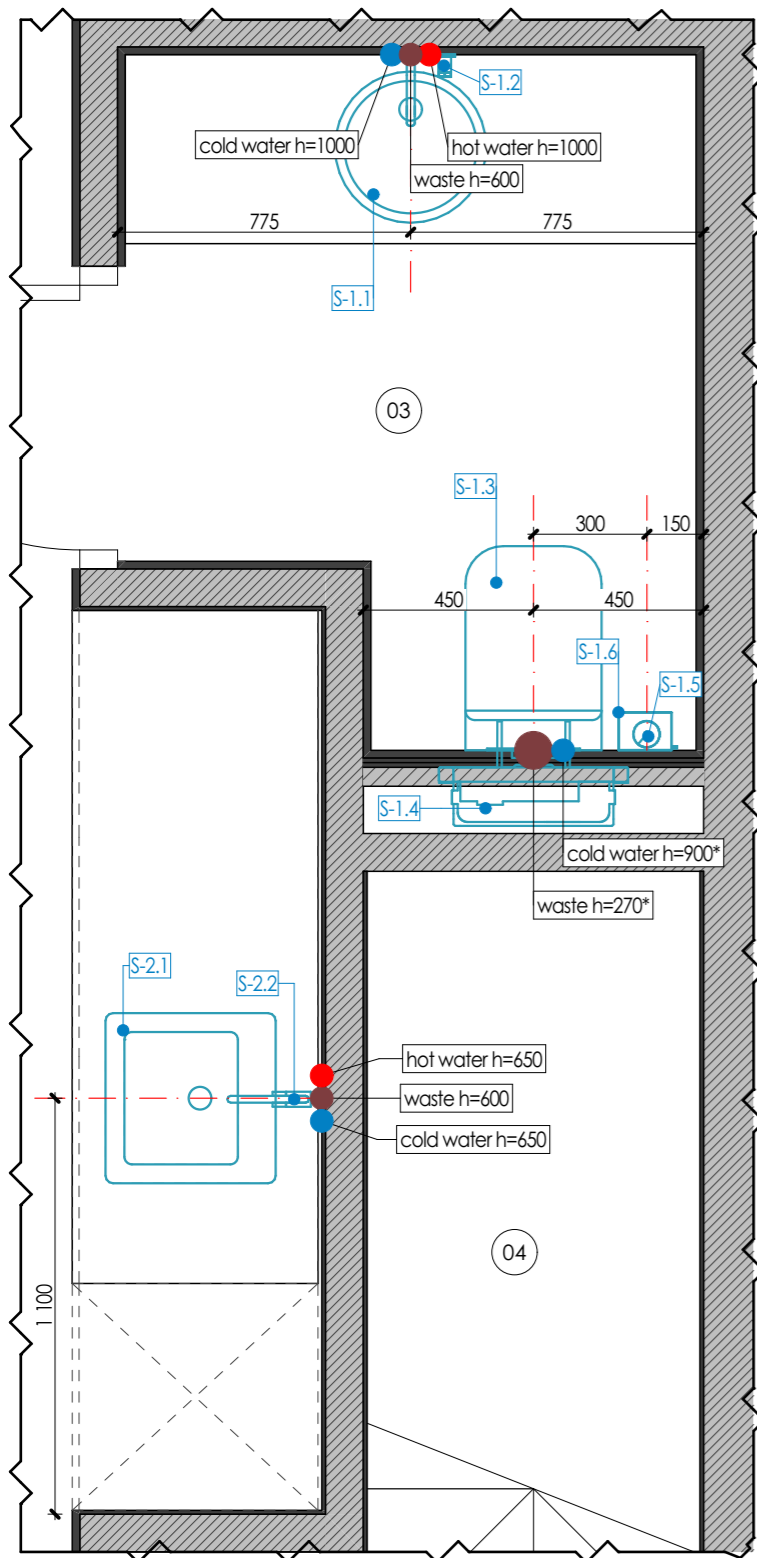 S-1.2
cold water h=1000
hot water h=1000
waste h=600
775
775
S-1.1
03
S-1.3
300
150
450
450
S-1.6
S-1.5
S-1.4
cold water h=900*
waste h=270*
S-2.1
S-2.2
hot water h=650
waste h=600
cold water h=650
04
1 100